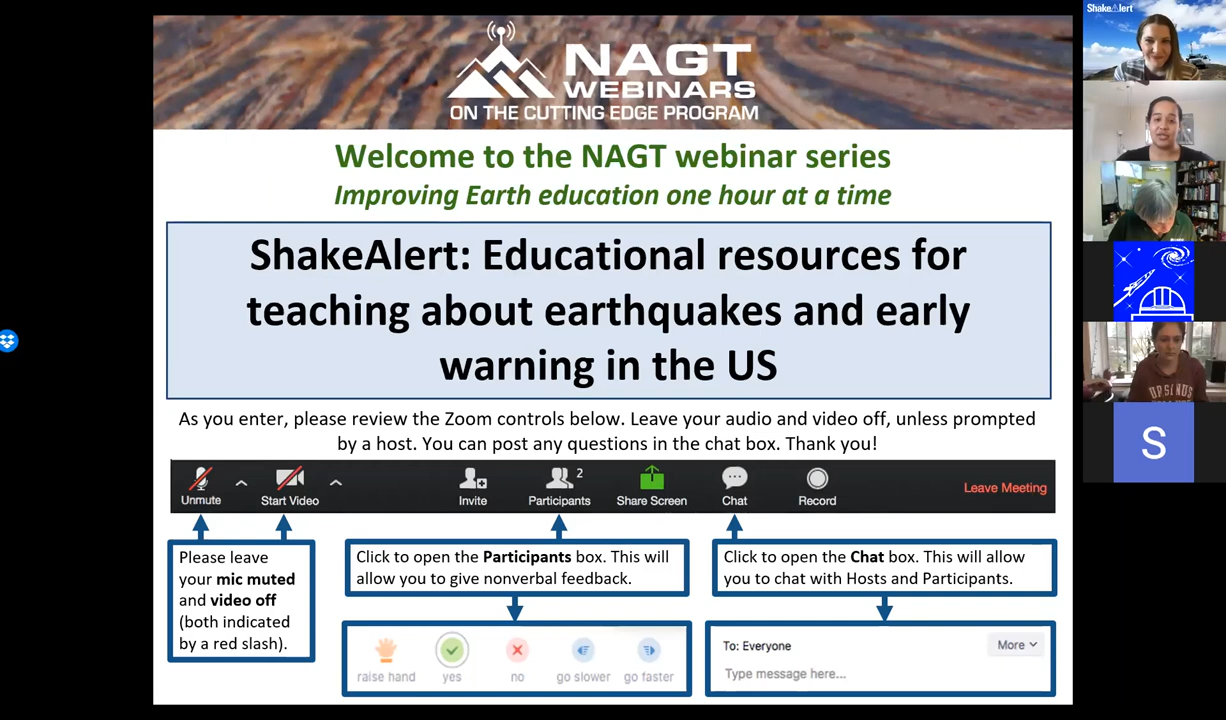 NAGT
WEBINARS
ON THE CUTTING EDGE PROGRAM
Welcome to the NAGT webinar series
Improving Earth education one hour at a time
ShakeAlert: Educational resources for
teaching about earthquakes and early
warning in the US
As you enter, please review the Zoom controls below. Leave your audio and video off, unless prompted
by a host. You can post any questions in the chat box. Thank you!
Unmute
Start Video
Invite
2
Participants
Share Screen
Chat
Record
Leave Meeting
Please leave
your mic muted
and video off
(both indicated
by a red slash).
Click to open the Participants box. This will
allow you to give nonverbal feedback.
Click to open the Chat box. This will allow
you to chat with Hosts and Participants.
raise hand
yes
no
go slower
go faster
To: Everyone
More
Type message here...
ShakeAlert
URSINUS
S